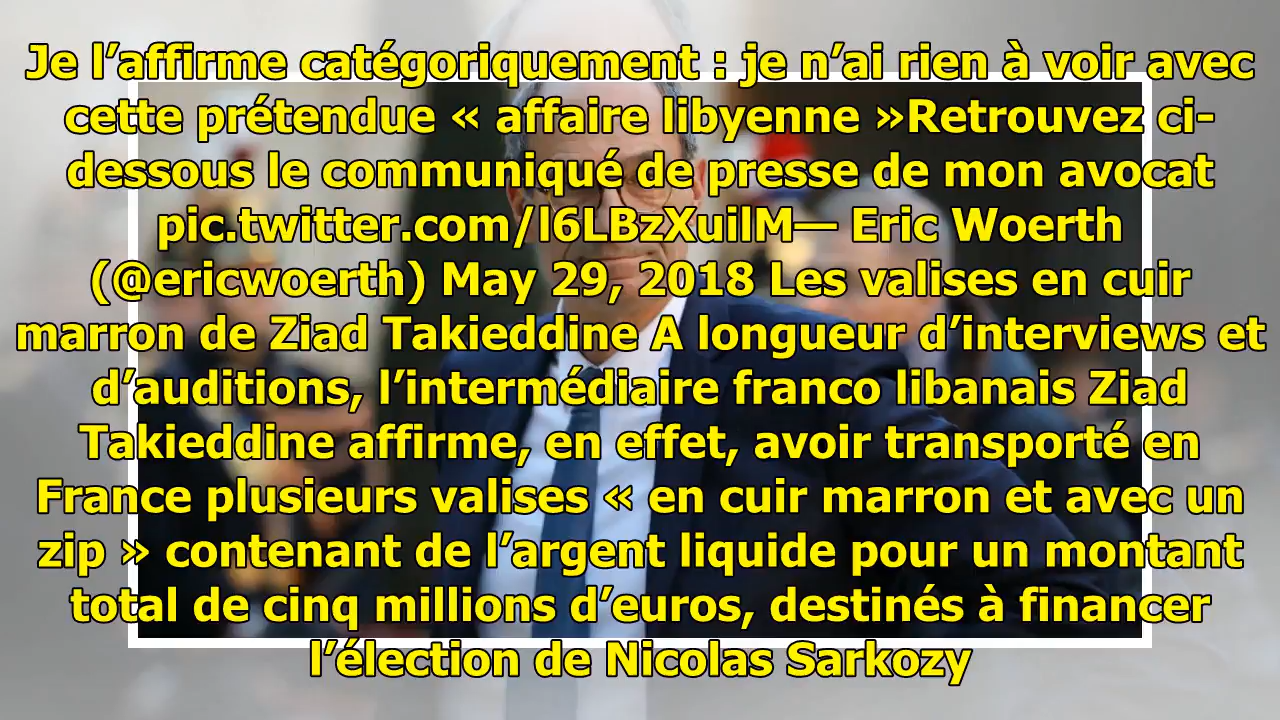 Je l’affirme catégoriquement : je n’ai rien à voir avec
cette prétendue « affaire libyenne »Retrouvez ci-
dessous le communiqué de presse de mon avocat
pic.twitter.com/l6LBzXuilM— Eric Woerth
(@ericwoerth) May 29, 2018 Les valises en cuir
marron de Ziad Takieddine A longueur d’interviews et
d’auditions, l’intermédiaire franco libanais Ziad
Takieddine affirme, en effet, avoir transporté en
France plusieurs valises « en cuir marron et avec un
zip » contenant de l’argent liquide pour un montant
total de cinq millions d’euros, destinés à financer
l’élection de Nicolas Sarkozy